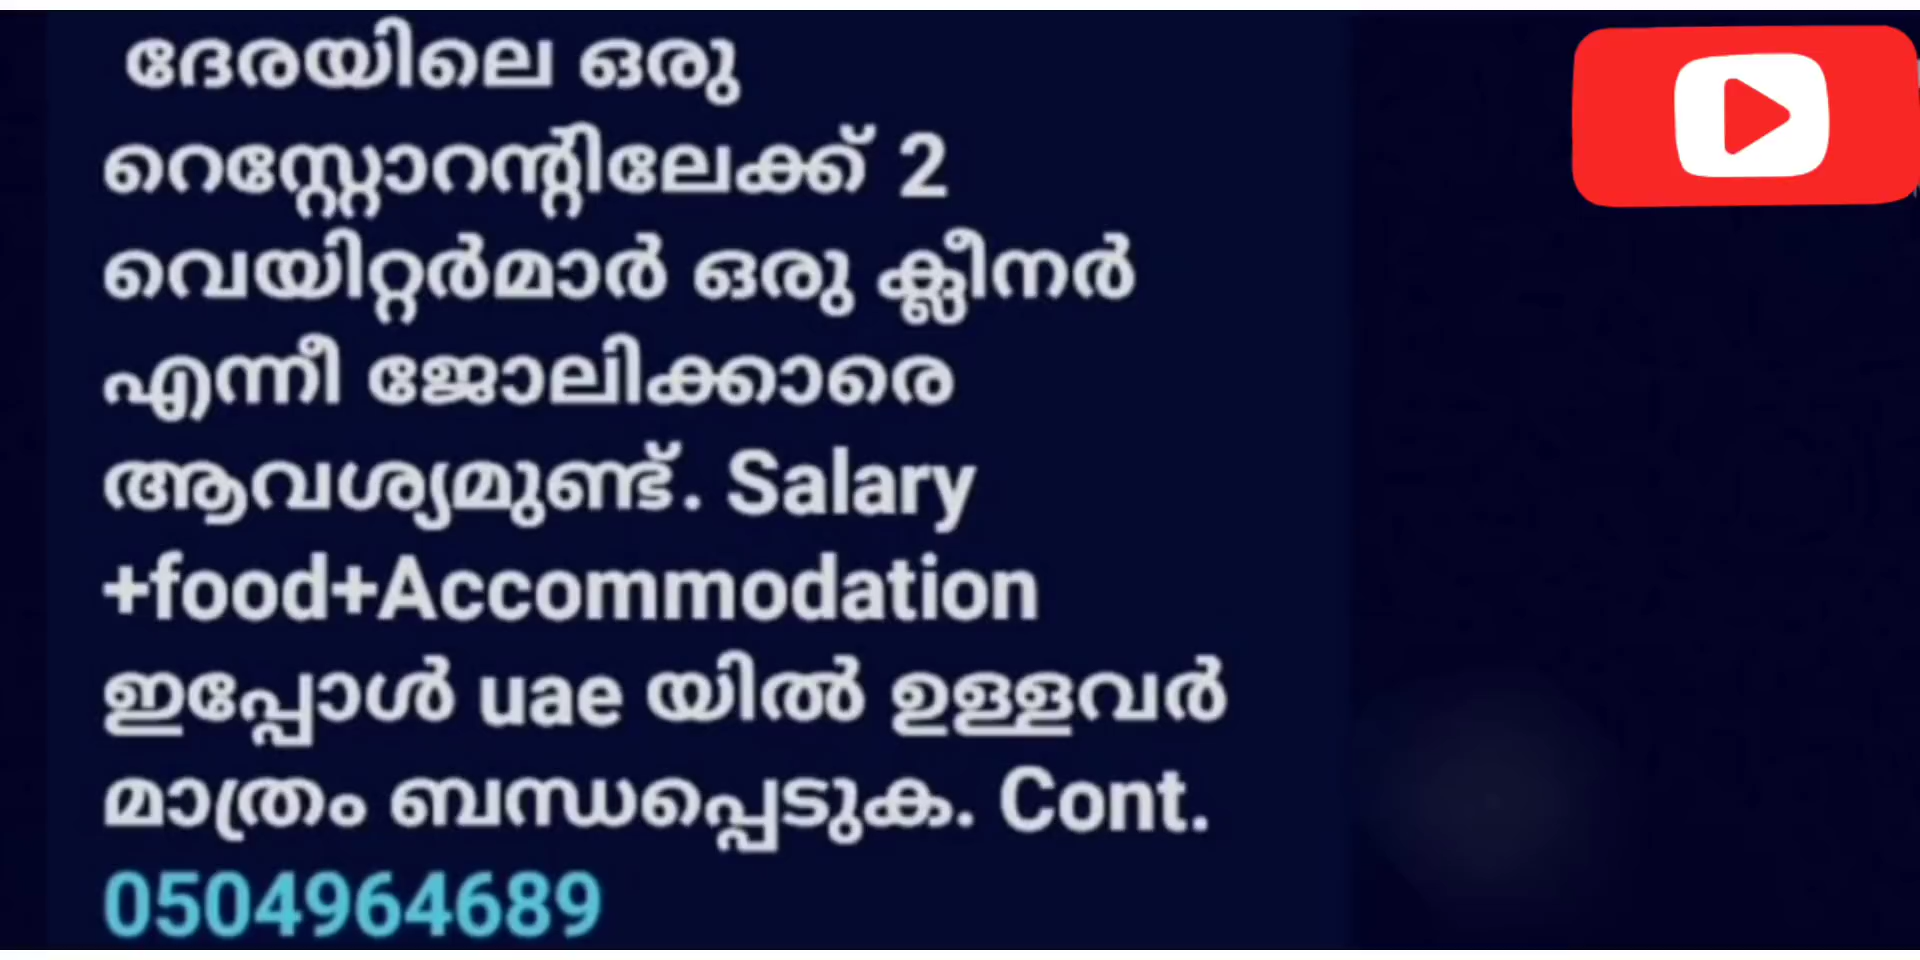 ദേരയിലെ ഒരു
റെസ്റ്റോറന്റിലേക്ക് 2
വെയിറ്റർമാർ ഒരു ക്ലീനർ
എന്നീ ജോലിക്കാരെ
ആവശ്യമുണ്ട്. Salary
+food+Accommodation
ഇപ്പോൾ uae യിൽ ഉള്ളവർ
മാത്രം ബന്ധപ്പെടുക. Cont.
0504964689